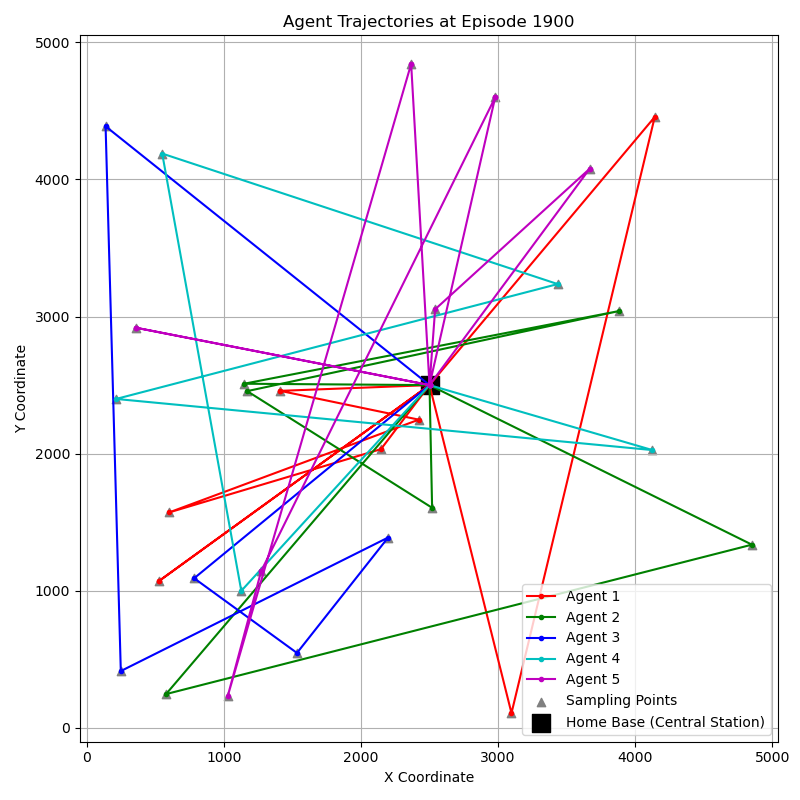 Agent Trajectories at Episode 1900
Y Coordinate
5000
4000
3000
2000
1000
0
Agent 1
Agent 2
Agent 3
Agent 4
Agent 5
Sampling Points
Home Base (Central Station)
0 1000 2000 3000 4000 5000
X Coordinate